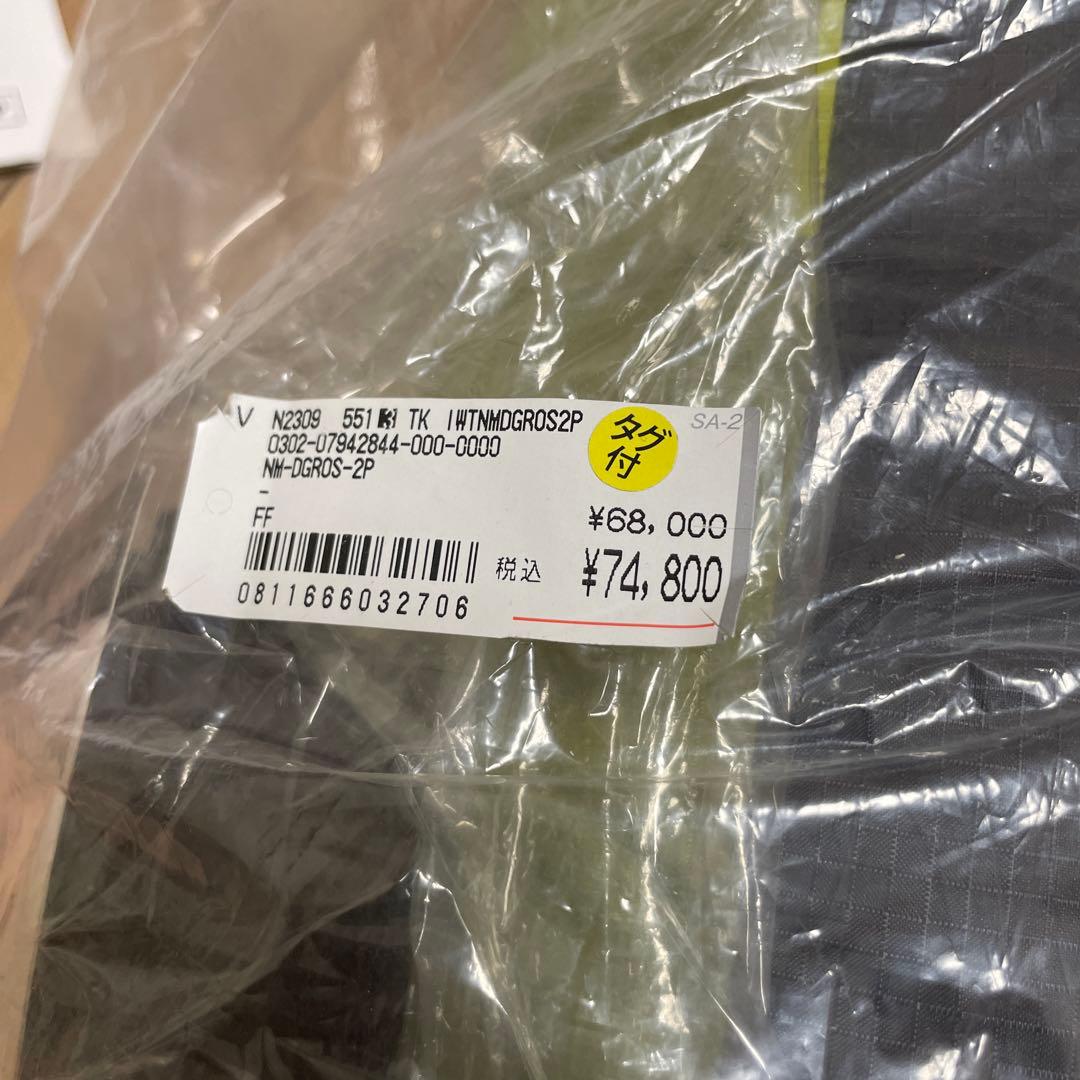 V N2309 551 3 TK IWTNMDGROS2P
0302-07942844-000-0000
NM-DGROS-2P
-
FF
タグ
付
SA-2
¥68,000
税込 ¥74,800
0811666032706